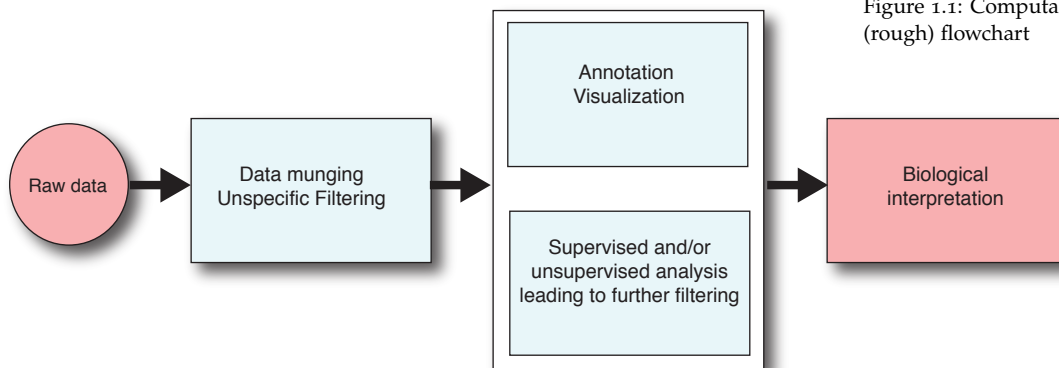 Figure 1.1:
(rough) flowchart
Raw data
Data munging
Unspecific Filtering
Annotation
Visualization
Supervised and/or
unsupervised analysis
leading to further filtering
Biological
interpretation